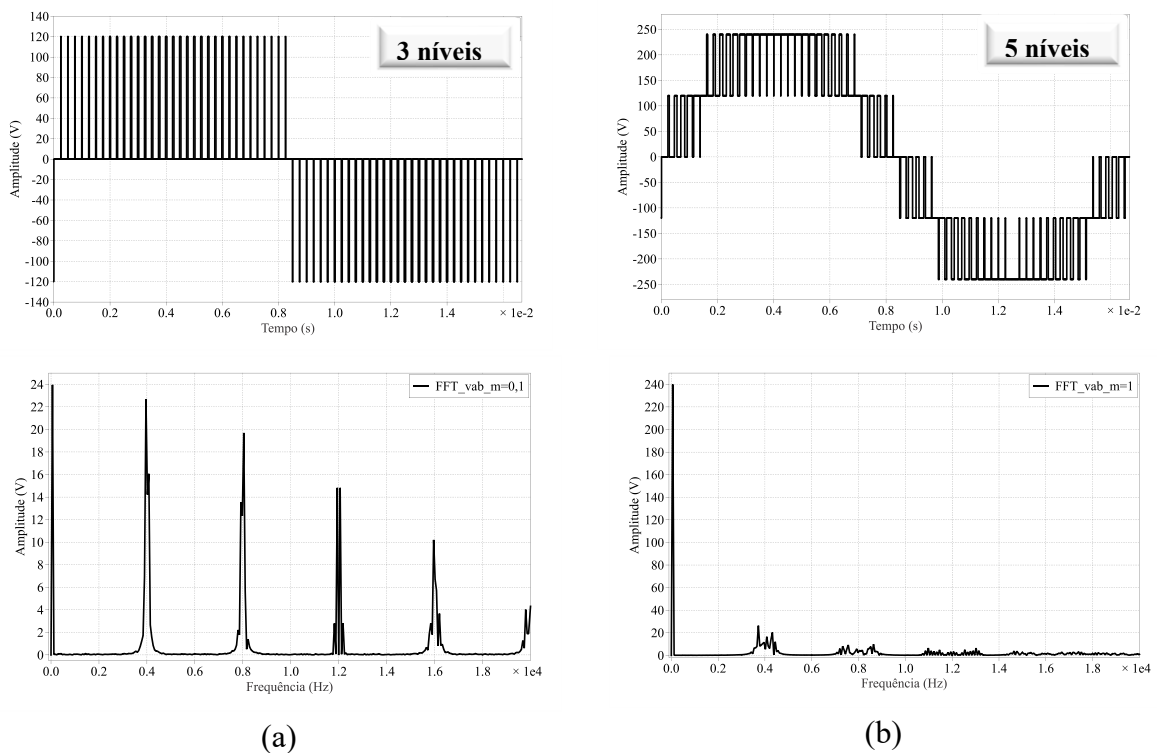 3 níveis
140
120
100
80
60
40
20
0
-20
-40
-60
-80
-100
-120
-140
Amplitude (V)
0.0 0.2 0.4 0.6 0.8 1.0 1.2 1.4 1.6
× 1e-2
Tempo (s)
5 níveis
250
200
150
100
50
0
-50
-100
-150
-200
-250
Amplitude (V)
0.0 0.2 0.4 0.6 0.8 1.0 1.2 1.4 1.6
× 1e-2
Tempo (s)
FFT_vab_m=0,1
24
22
20
18
16
14
12
10
8
6
4
2
0
Amplitude (V)
0.0 0.2 0.4 0.6 0.8 1.0 1.2 1.4 1.6 1.8
× 1e4
Frequência (Hz)
FFT_vab_m=1
240
220
200
180
160
140
120
100
80
60
40
20
0
Amplitude (V)
0.0 0.2 0.4 0.6 0.8 1.0 1.2 1.4 1.6 1.8
× 1e4
Frequência (Hz)
(a)
(b)